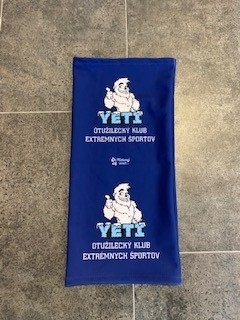 YETI
OTUŽILECKÝ KLUB
EXTRÉMNYCH ŠPORTOV
YETI
OTUŽILECKÝ KLUB
EXTRÉMNYCH ŠPORTOV